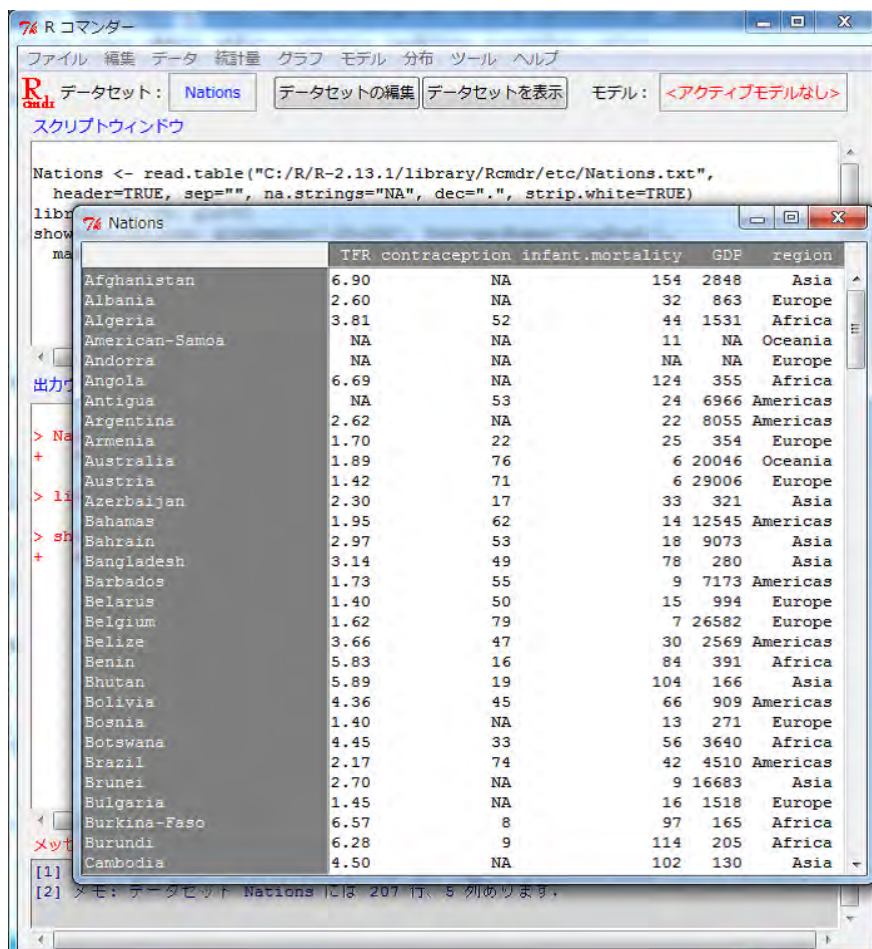 R コマンダー
ファイル 編集 データ 統計量 グラフ モデル 分布 ツール ヘルプ
R cmdr データセット: Nations データセットの編集 データセットを表示 モデル: <アクティブモデルなし>
スクリプトウィンドウ
Nations <- read.table("C:/R/R-2.13.1/library/Rcmdr/etc/Nations.txt",
header=TRUE, sep="", na.strings="NA", dec=".", strip.white=TRUE)
libr
show
ma
Nations
TFR contraception infant.mortality GDP region
Afghanistan 6.90 NA 154 2848 Asia
Albania 2.60 NA 32 863 Europe
Algeria 3.81 52 44 1531 Africa
American-Samoa NA NA 11 NA Oceania
Andorra NA NA NA NA Europe
Angola 6.69 NA 124 355 Africa
Antigua NA 53 24 6966 Americas
Argentina 2.62 NA 22 8055 Americas
Armenia 1.70 22 25 354 Europe
Australia 1.89 76 6 20046 Oceania
Austria 1.42 71 6 29006 Europe
Azerbaijan 2.30 17 33 321 Asia
Bahamas 1.95 62 14 12545 Americas
Bahrain 2.97 53 18 9073 Asia
Bangladesh 3.14 49 78 280 Asia
Barbados 1.73 55 9 7173 Americas
Belarus 1.40 50 15 994 Europe
Belgium 1.62 79 7 26582 Europe
Belize 3.66 47 30 2569 Americas
Benin 5.83 16 84 391 Africa
Bhutan 5.89 19 104 166 Asia
Bolivia 4.36 45 66 909 Americas
Bosnia 1.40 NA 13 271 Europe
Botswana 4.45 33 56 3640 Africa
Brazil 2.17 74 42 4510 Americas
Brunei 2.70 NA 9 16683 Asia
Bulgaria 1.45 NA 16 1518 Europe
Burkina-Faso 6.57 8 97 165 Africa
Burundi 6.28 9 114 205 Africa
Cambodia 4.50 NA 102 130 Asia
出力
> Na
+
> li
> sh
+
メッセ
[1]
[2] メモ: データセット Nations には 207 行、5 列あります.